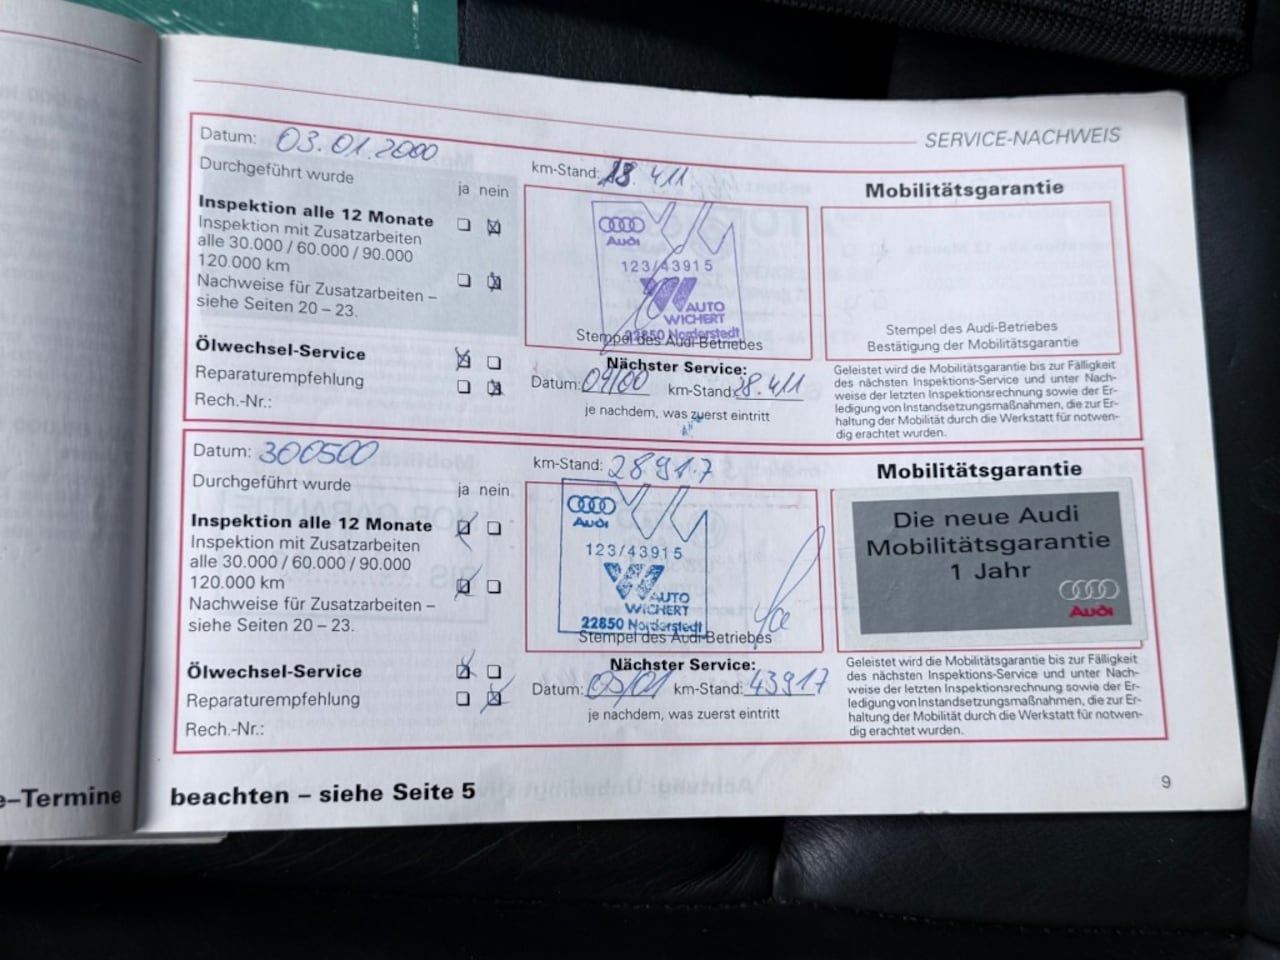 SERVICE-NACHWEIS
Datum: 03.01.2000
km-Stand: 13.411
Mobilitätsgarantie
Durchgeführt wurde
ja nein
Inspektion alle 12 Monate
Inspektion mit Zusatzarbeiten
alle 30.000 / 60.000 / 90.000
120.000 km
Nachweise für Zusatzarbeiten –
siehe Seiten 20 – 23.
Audi
123/43915
AUTO
WICHERT
22850 Norderstedt
Stempel des Audi-Betriebes
Stempel des Audi-Betriebes
Bestätigung der Mobilitätsgarantie
Ölwechsel-Service
Reparaturempfehlung
Rech.-Nr.:
Nächster Service:
Datum: 04/00 km-Stand: 28.411
je nachdem, was zuerst eintritt
Geleistet wird die Mobilitätsgarantie bis zur Fälligkeit
des nächsten Inspektions-Service und unter Nach-
weise der letzten Inspektionsrechnung sowie der Er-
ledigung von Instandsetzungsmaßnahmen, die zur Er-
haltung der Mobilität durch die Werkstatt für notwen-
dig erachtet wurden.
Datum: 300500
km-Stand: 28917
Mobilitätsgarantie
Durchgeführt wurde
ja nein
Inspektion alle 12 Monate
Inspektion mit Zusatzarbeiten
alle 30.000 / 60.000 / 90.000
120.000 km
Nachweise für Zusatzarbeiten –
siehe Seiten 20 – 23.
Audi
123/43915
AUTO
WICHERT
22850 Norderstedt
Stempel des Audi-Betriebes
Die neue Audi
Mobilitätsgarantie
1 Jahr
Audi
Ölwechsel-Service
Reparaturempfehlung
Rech.-Nr.:
Nächster Service:
Datum: 05/01 km-Stand: 43917
je nachdem, was zuerst eintritt
Geleistet wird die Mobilitätsgarantie bis zur Fälligkeit
des nächsten Inspektions-Service und unter Nach-
weise der letzten Inspektionsrechnung sowie der Er-
ledigung von Instandsetzungsmaßnahmen, die zur Er-
haltung der Mobilität durch die Werkstatt für notwen-
dig erachtet wurden.
e–Termine beachten – siehe Seite 5
9